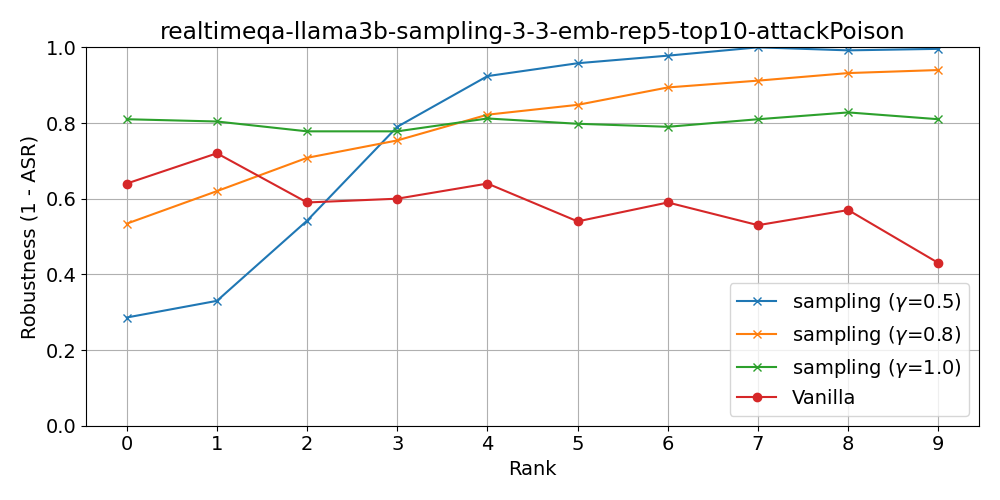 realtimeqa-llama3b-sampling-3-3-emb-rep5-top10-attackPoison
Robustness (1 - ASR)
1.0
0.8
0.6
0.4
0.2
0.0
0 1 2 3 4 5 6 7 8 9
Rank
sampling (γ=0.5)
sampling (γ=0.8)
sampling (γ=1.0)
Vanilla